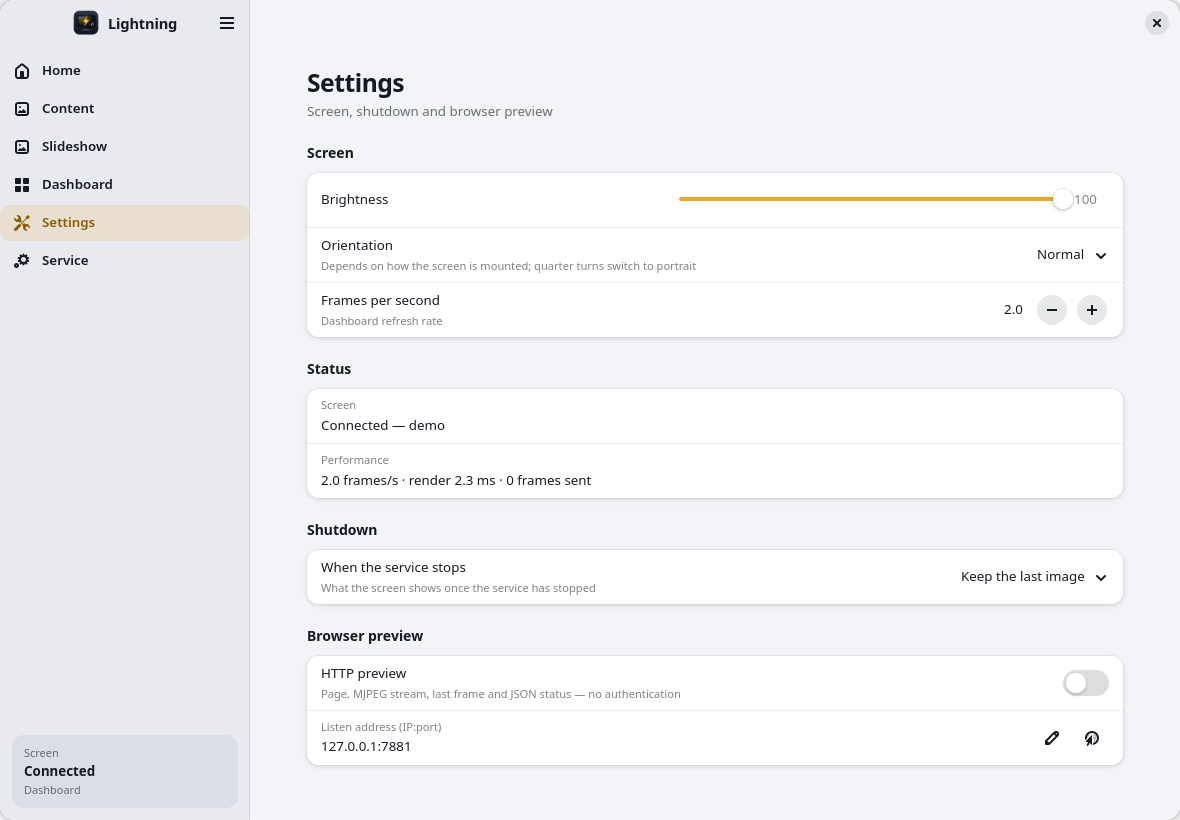 Lightning
Home
Content
Slideshow
Dashboard
Settings
Service
Screen
Connected
Dashboard
Settings
Screen, shutdown and browser preview
Screen
Brightness 100
Orientation
Depends on how the screen is mounted; quarter turns switch to portrait
Normal
Frames per second
Dashboard refresh rate
2.0
Status
Screen
Connected — demo
Performance
2.0 frames/s · render 2.3 ms · 0 frames sent
Shutdown
When the service stops
What the screen shows once the service has stopped
Keep the last image
Browser preview
HTTP preview
Page, MJPEG stream, last frame and JSON status — no authentication
Listen address (IP:port)
127.0.0.1:7881